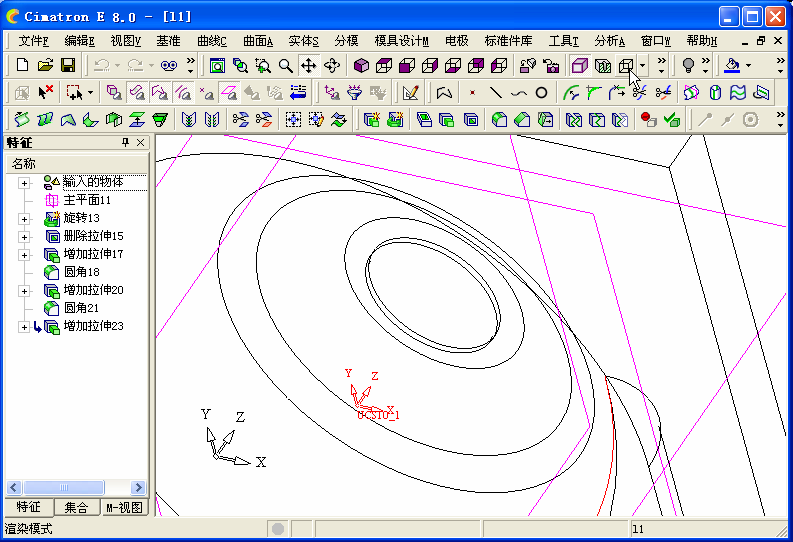 Cimatron E 8.0 - [l1]
文件F 编辑E 视图V 基准 曲线C 曲面A 实体S 分模 模具设计M 电极 标准件库 工具T 分析A 窗口W 帮助H
特征
名称
输入的物体
主平面11
旋转13
删除拉伸15
增加拉伸17
圆角18
增加拉伸20
圆角21
增加拉伸23
Y
Z
X
UCS10_1
Y
Z
X
特征 集合 M-视图
渲染模式
l1